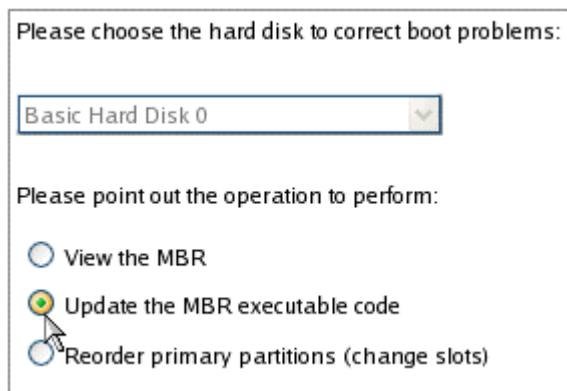 Please choose the hard disk to correct boot problems:
Basic Hard Disk 0
Please point out the operation to perform:
View the MBR
Update the MBR executable code
Reorder primary partitions (change slots)